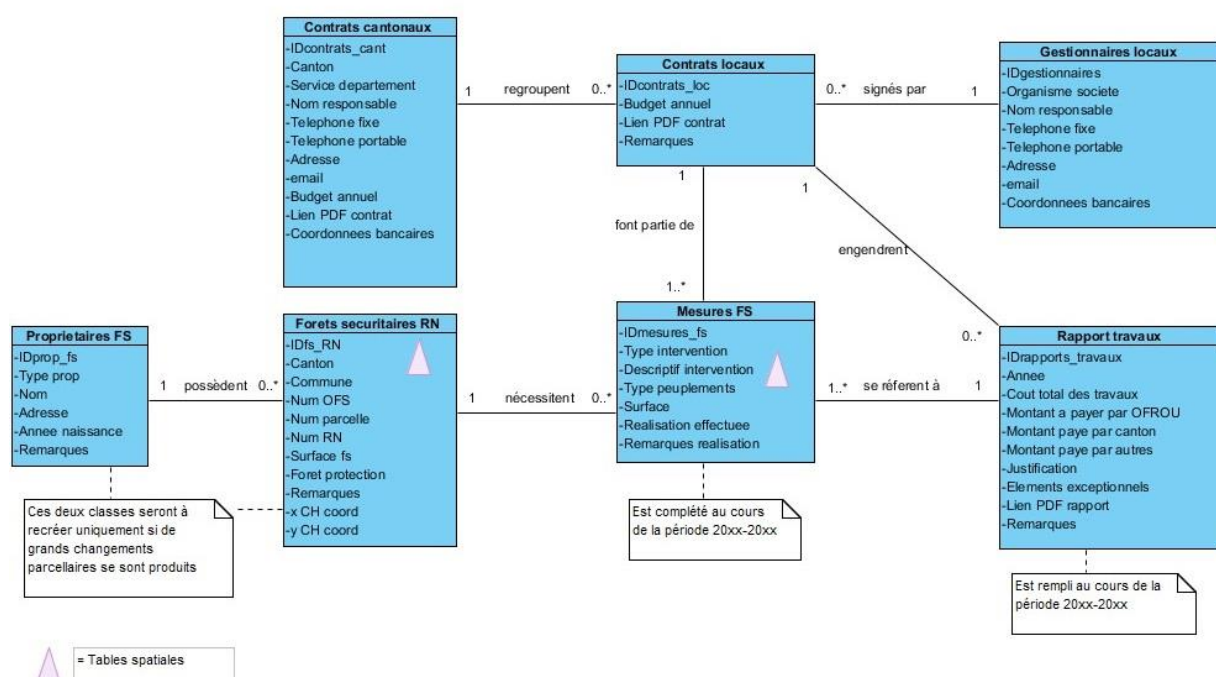 Contrats cantonaux
-IDcontrats_cant
-Canton
-Service departement
-Nom responsable
-Telephone fixe
-Telephone portable
-Adresse
-email
-Budget annuel
-Lien PDF contrat
-Coordonnees bancaires
1 regroupent 0..*
Contrats locaux
-IDcontrats_loc
-Budget annuel
-Lien PDF contrat
-Remarques
0..* signés par 1
Gestionnaires locaux
-IDgestionnaires
-Organisme societe
-Nom responsable
-Telephone fixe
-Telephone portable
-Adresse
-email
-Coordonnees bancaires
1
font partie de
1..*
1
engendrent
0..*
Proprietaires FS
-IDprop_fs
-Type prop
-Nom
-Adresse
-Annee naissance
-Remarques
1 possèdent 0..*
Forets securitaires RN
-IDfs_RN
-Canton
-Commune
-Num OFS
-Num parcelle
-Num RN
-Surface fs
-Foret protection
-Remarques
-x CH coord
-y CH coord
1 nécessitent 0..*
Mesures FS
-IDmesures_fs
-Type intervention
-Descriptif intervention
-Type peuplements
-Surface
-Realisation effectuee
-Remarques realisation
1..* se réferent à 1
Rapport travaux
-IDrapports_travaux
-Annee
-Cout total des travaux
-Montant a payer par OFROU
-Montant paye par canton
-Montant paye par autres
-Justification
-Elements exceptionnels
-Lien PDF rapport
-Remarques
Ces deux classes seront à
recréer uniquement si de
grands changements
parcellaires se sont produits
Est complété au cours
de la période 20xx-20xx
Est rempli au cours de la
période 20xx-20xx
= Tables spatiales